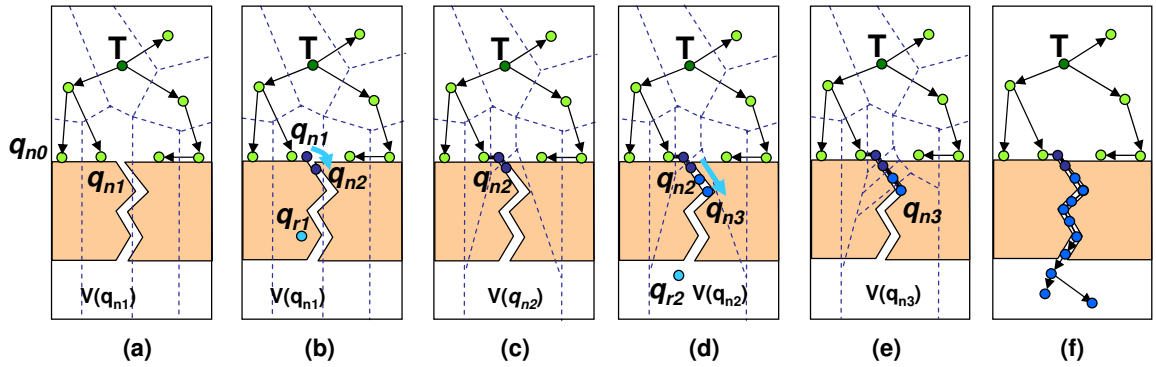 T
q_n0
q_n1
V(q_n1)
(a)
T
q_n1
q_n2
q_r1
V(q_n1)
(b)
T
q_n2
V(q_n2)
(c)
T
q_n2
q_n3
q_r2
V(q_n2)
(d)
T
q_n3
V(q_n3)
(e)
T
(f)